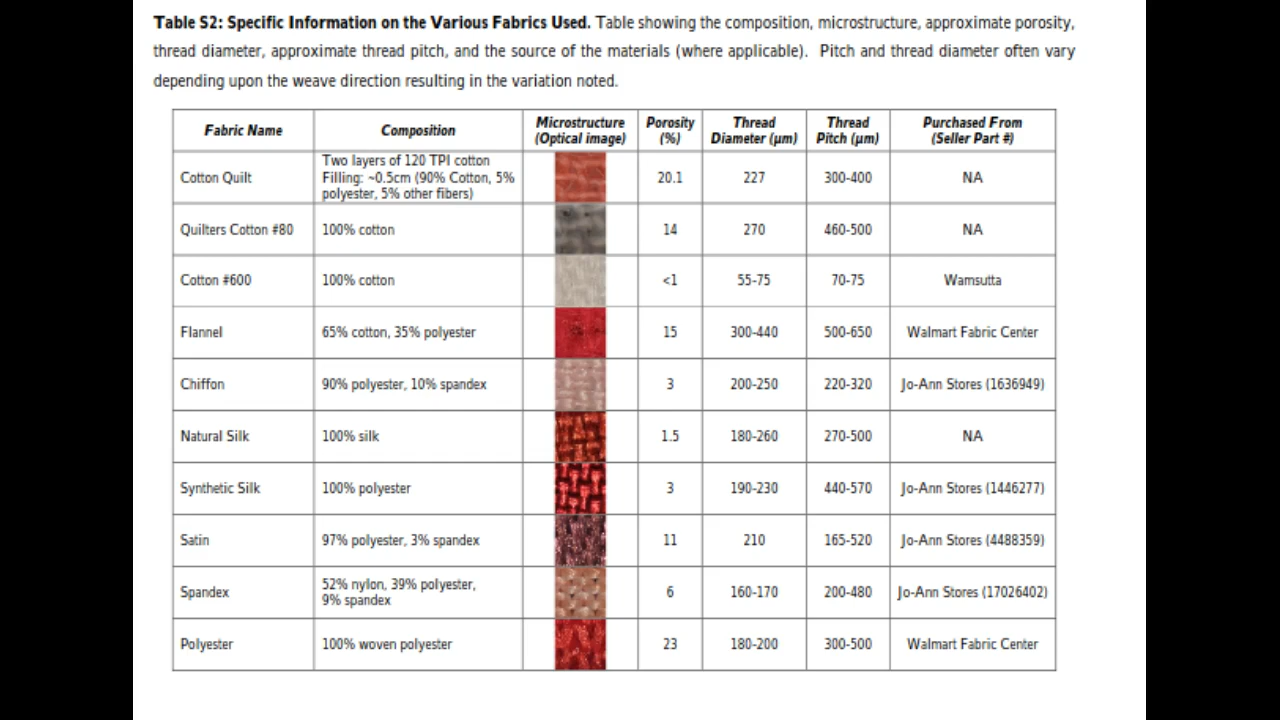 Table S2: Specific Information on the Various Fabrics Used. Table showing the composition, microstructure, approximate porosity,
thread diameter, approximate thread pitch, and the source of the materials (where applicable). Pitch and thread diameter often vary
depending upon the weave direction resulting in the variation noted.
Fabric Name Composition Microstructure (Optical image) Porosity (%) Thread Diameter (μm) Thread Pitch (μm) Purchased From (Seller Part #)
Cotton Quilt Two layers of 120 TPI cotton Filling: ~0.5cm (90% Cotton, 5% polyester, 5% other fibers) 20.1 227 300-400 NA
Quilters Cotton #80 100% cotton 14 270 460-500 NA
Cotton #600 100% cotton <1 55-75 70-75 Wamsutta
Flannel 65% cotton, 35% polyester 15 300-440 500-650 Walmart Fabric Center
Chiffon 90% polyester, 10% spandex 3 200-250 220-320 Jo-Ann Stores (1636949)
Natural Silk 100% silk 1.5 180-260 270-500 NA
Synthetic Silk 100% polyester 3 190-230 440-570 Jo-Ann Stores (1446277)
Satin 97% polyester, 3% spandex 11 210 165-520 Jo-Ann Stores (4488359)
Spandex 52% nylon, 39% polyester, 9% spandex 6 160-170 200-480 Jo-Ann Stores (17026402)
Polyester 100% woven polyester 23 180-200 300-500 Walmart Fabric Center